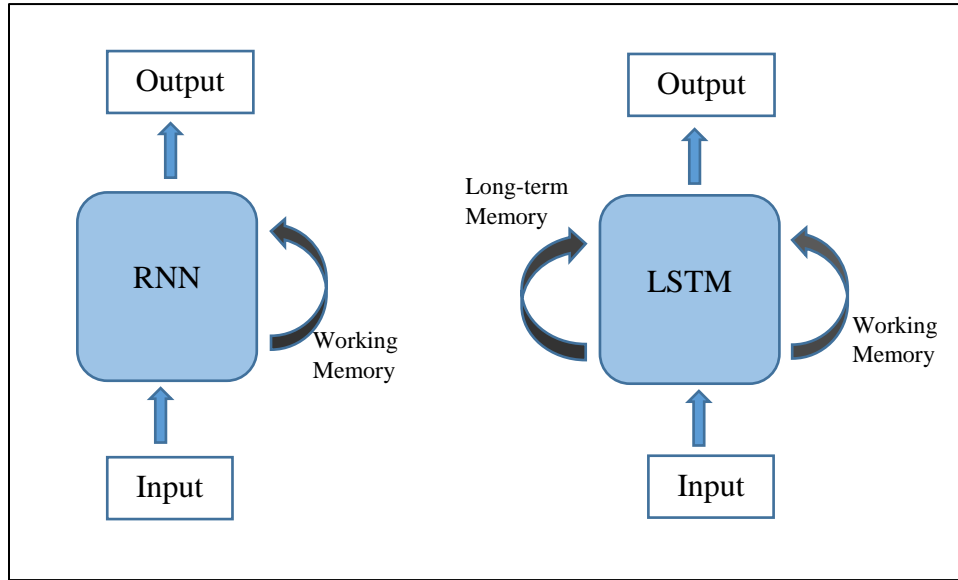 Output
RNN
Working
Memory
Input
Output
Long-term
Memory
LSTM
Working
Memory
Input